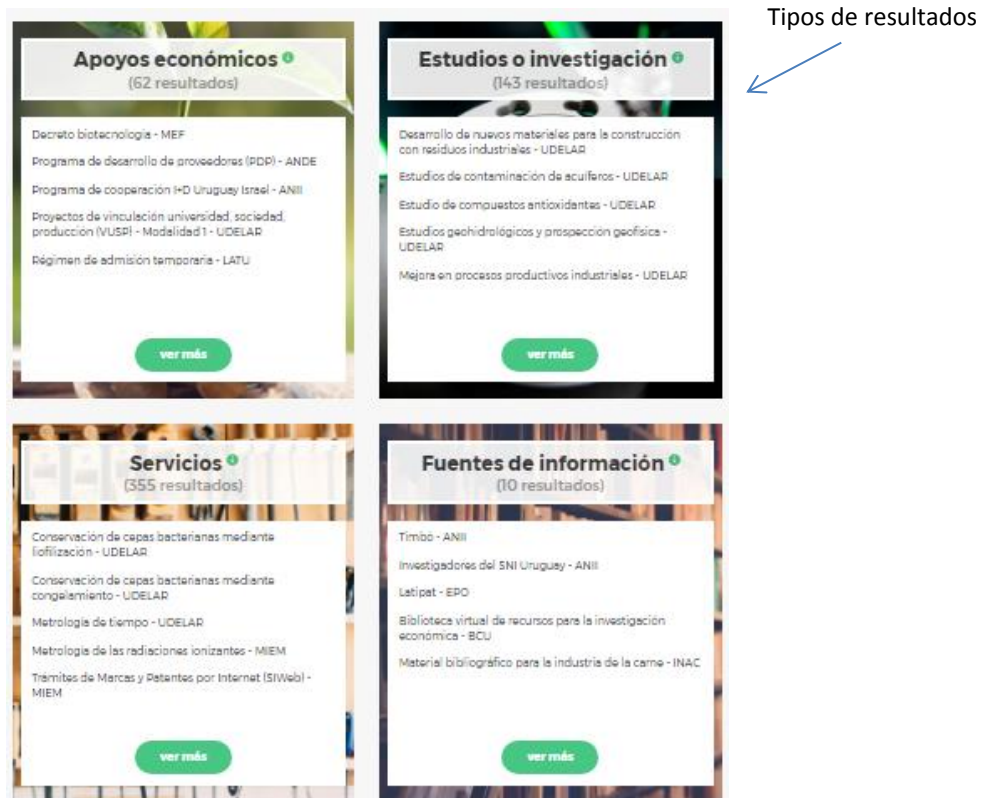 Tipos de resultados
Apoyos económicos
(62 resultados)
Decreto biotecnología - MEF
Programa de desarrollo de proveedores (PDP) - ANDE
Programa de cooperación I+D Uruguay Israel - ANII
Proyectos de vinculación universidad, sociedad,
producción (VUSP) - Modalidad 1 - UDELAR
Régimen de admisión temporaria - LATU
ver más
Estudios o investigación
(143 resultados)
Desarrollo de nuevos materiales para la construcción
con residuos industriales - UDELAR
Estudios de contaminación de acuíferos - UDELAR
Estudio de compuestos antioxidantes - UDELAR
Estudios geohidrológicos y prospección geofísica -
UDELAR
Mejora en procesos productivos industriales - UDELAR
ver más
Servicios
(355 resultados)
Conservación de cepas bacterianas mediante
liofilización - UDELAR
Conservación de cepas bacterianas mediante
congelamiento - UDELAR
Metrología de tiempo - UDELAR
Metrología de las radiaciones ionizantes - MIEM
Trámites de Marcas y Patentes por Internet (SIWeb) -
MIEM
ver más
Fuentes de información
(10 resultados)
Timbó - ANII
Investigadores del SNI Uruguay - ANII
Latipat - EPO
Biblioteca virtual de recursos para la investigación
económica - BCU
Material bibliográfico para la industria de la carne - INAC
ver más